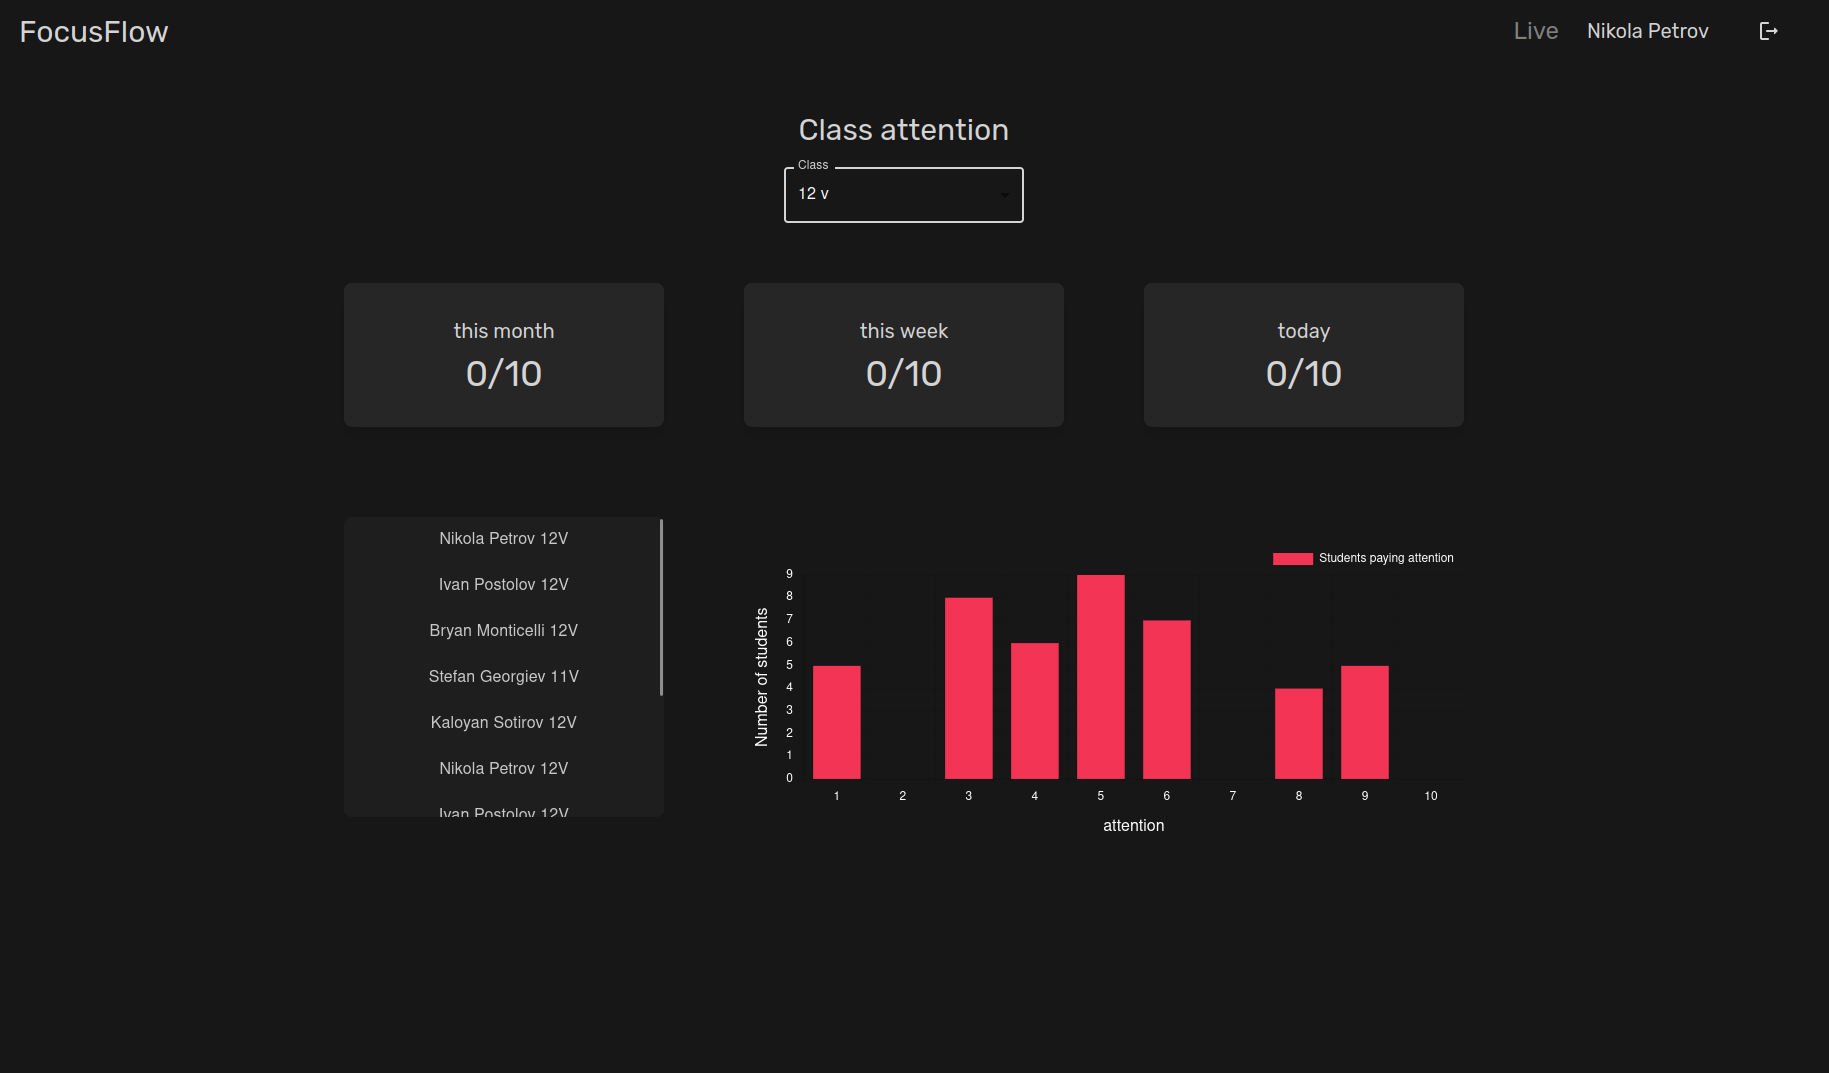 FocusFlow
Live
Nikola Petrov
Class attention
Class
12 v
this month
0/10
this week
0/10
today
0/10
Nikola Petrov 12V
Ivan Postolov 12V
Bryan Monticelli 12V
Stefan Georgiev 11V
Kaloyan Sotirov 12V
Nikola Petrov 12V
Ivan Postolov 12V
Students paying attention
Number of students
9
8
7
6
5
4
3
2
1
0
1 2 3 4 5 6 7 8 9 10
attention